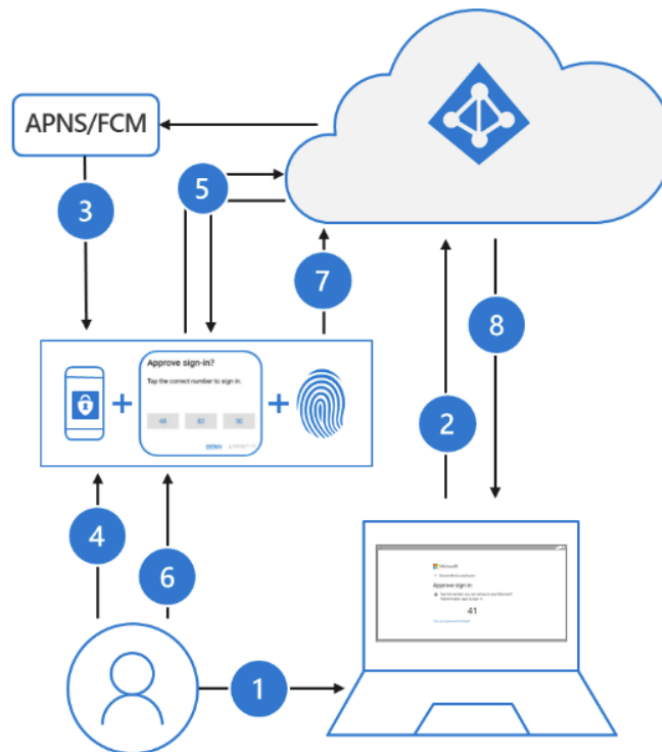 APNS/FCM
3
5
7
8
2
Approve sign-in?
Tap the correct number to sign in.
DENY
4
6
1
Microsoft
Approve sign in
41